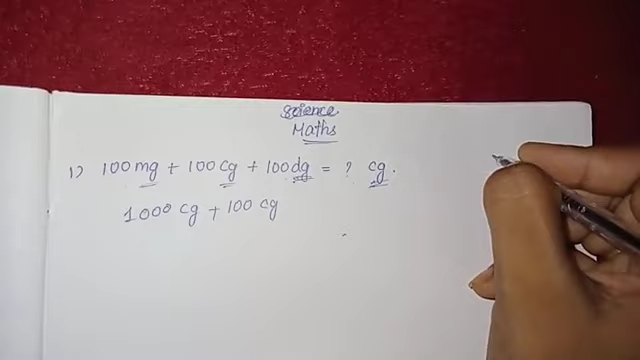 Science
Maths
1) 100 mg + 100 cg + 100 dg = ? cg.
1000 cg + 100 cg